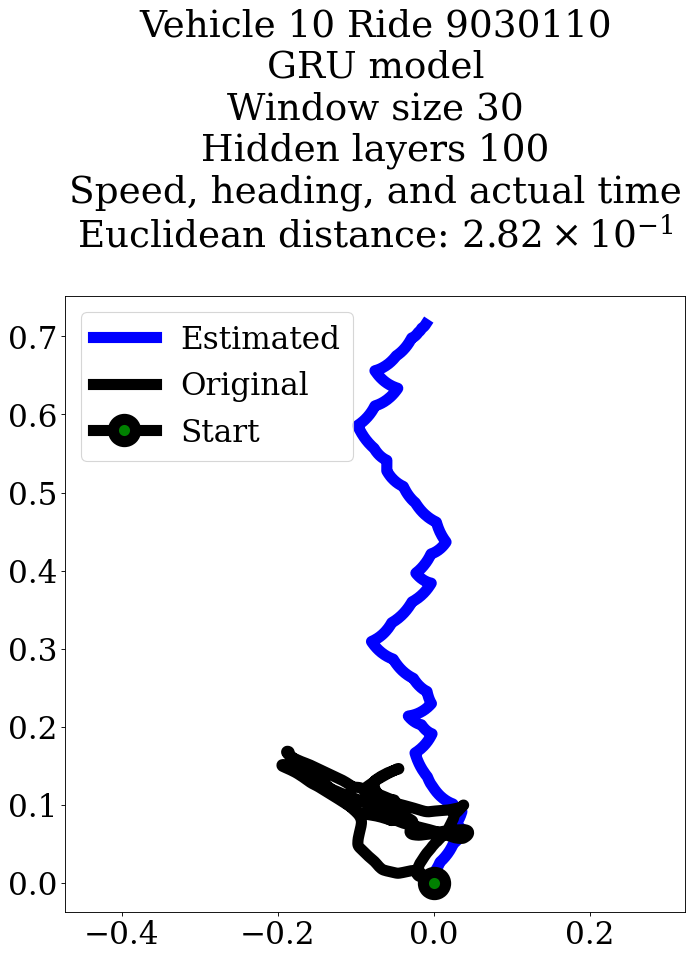 Vehicle 10 Ride 9030110
GRU model
Window size 30
Hidden layers 100
Speed, heading, and actual time
Euclidean distance: 2.82 × 10⁻¹
Estimated
Original
Start
0.7
0.6
0.5
0.4
0.3
0.2
0.1
0.0
−0.4 −0.2 0.0 0.2